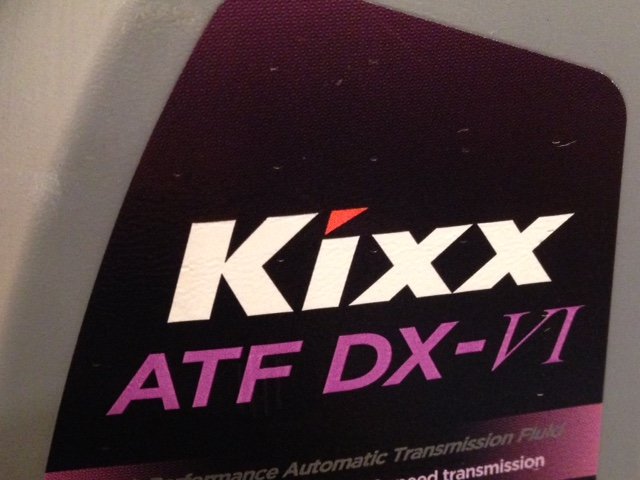 Kixx
ATF DX-VI
Performance Automatic Transmission Fluid
transmission